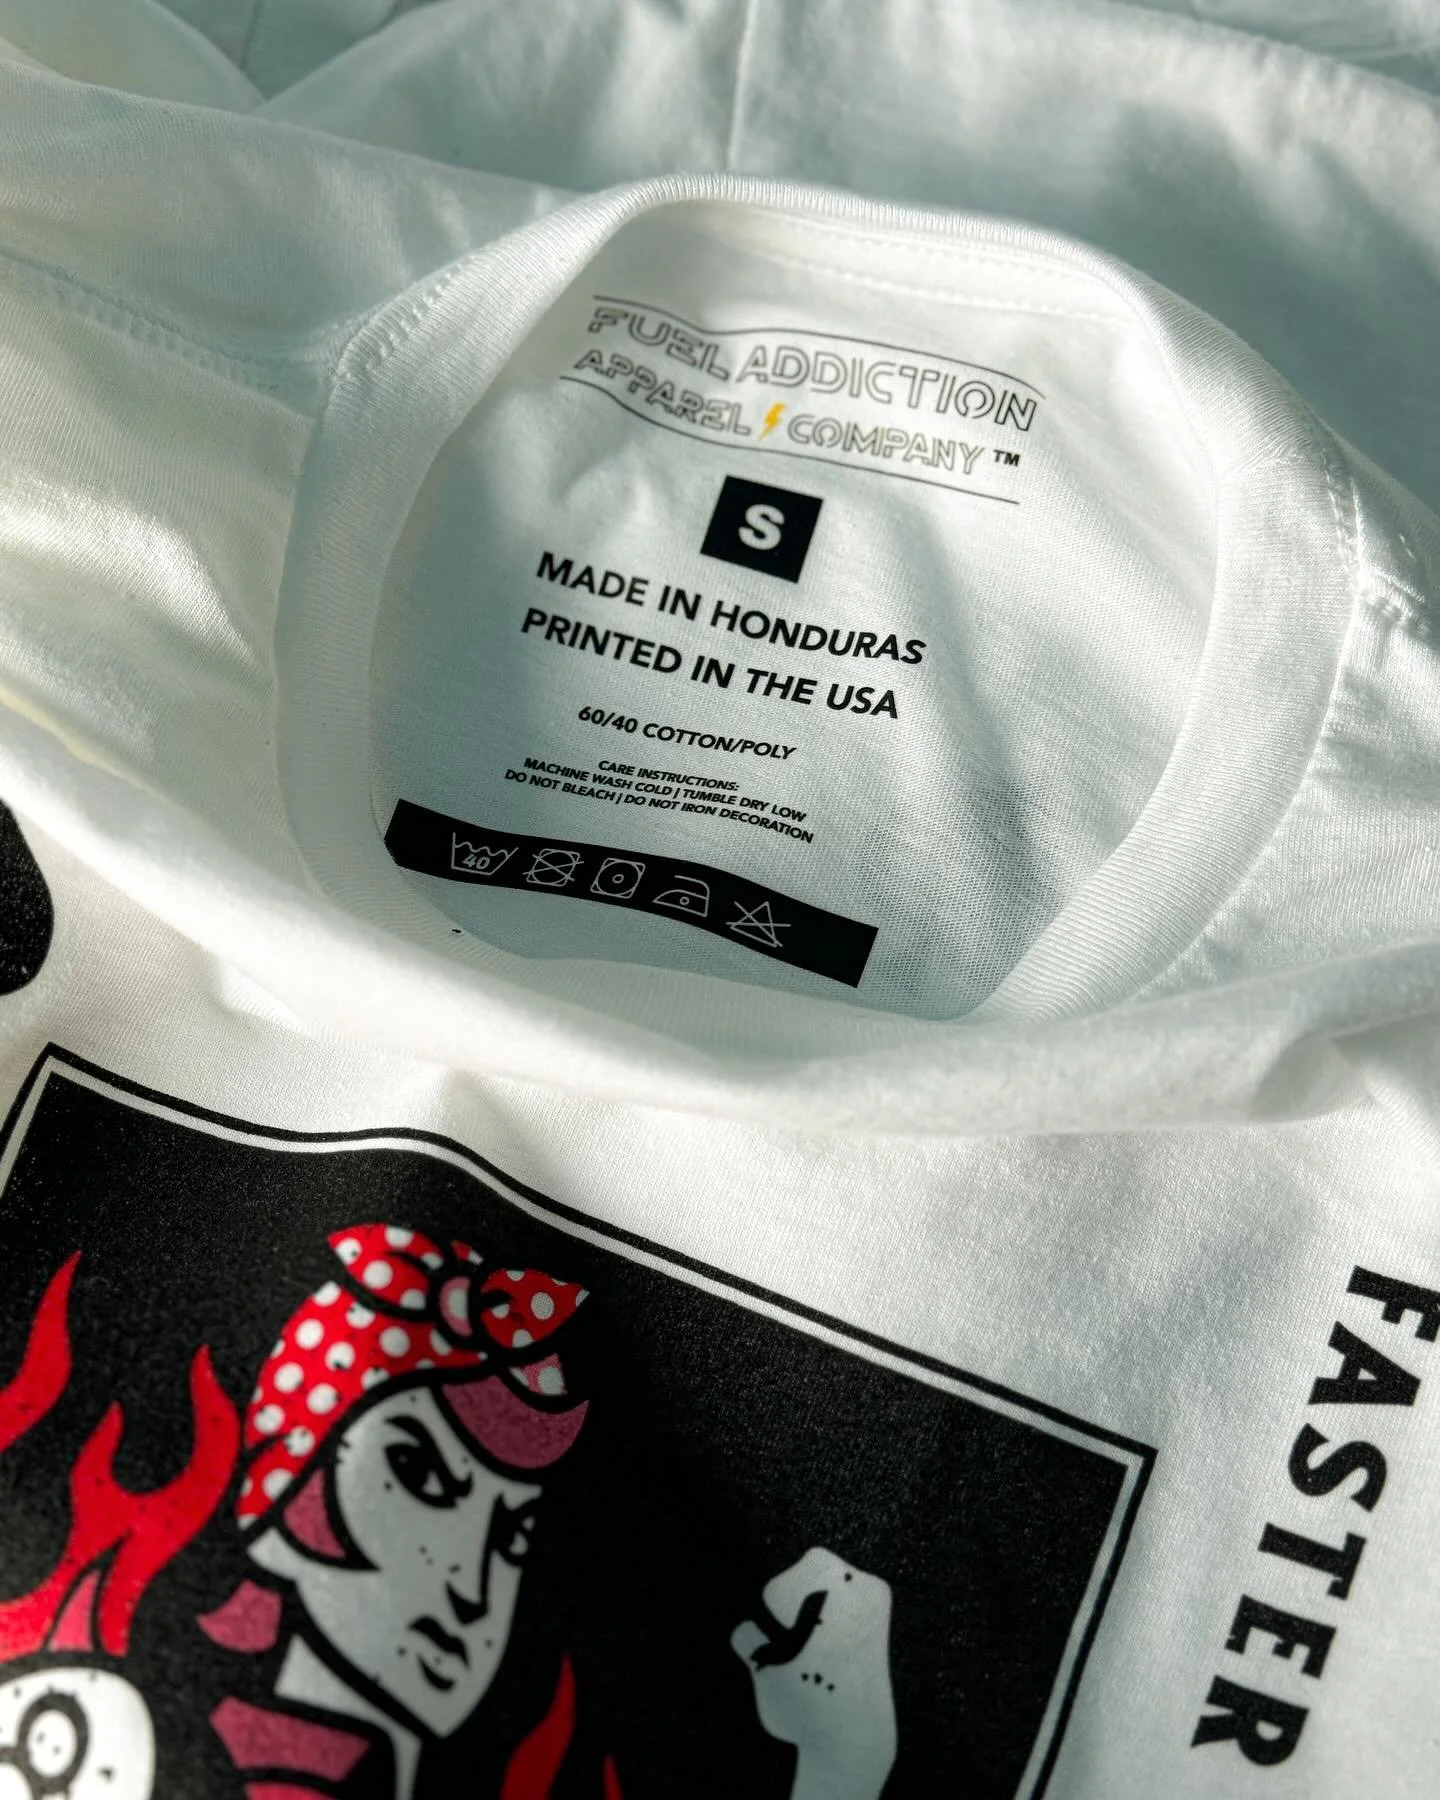 FUEL ADDICTION
APPAREL COMPANY ™
S
MADE IN HONDURAS
PRINTED IN THE USA
60/40 COTTON/POLY
CARE INSTRUCTIONS:
MACHINE WASH COLD | TUMBLE DRY LOW
DO NOT BLEACH | DO NOT IRON DECORATION
40
FASTER